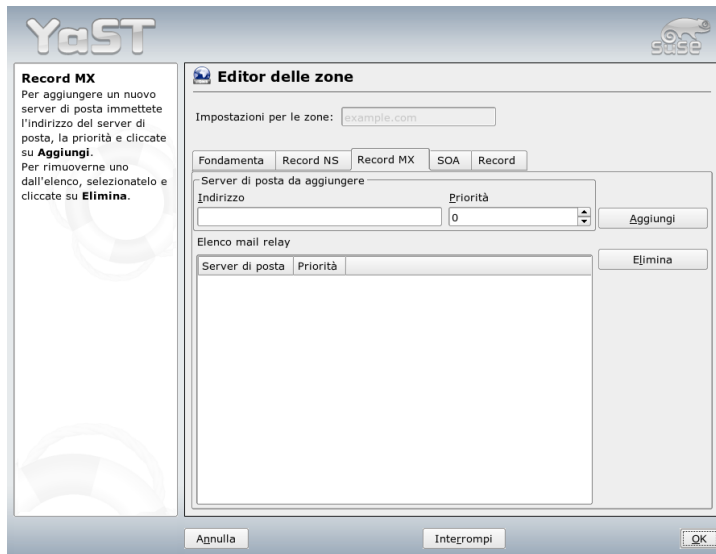 YaST
suse
Record MX
Per aggiungere un nuovo
server di posta immettete
l'indirizzo del server di
posta, la priorità e cliccate
su Aggiungi.
Per rimuoverne uno
dall'elenco, selezionatelo e
cliccate su Elimina.
Editor delle zone
Impostazioni per le zone: example.com
Fondamenta Record NS Record MX SOA Record
Server di posta da aggiungere
Indirizzo Priorità
0
Aggiungi
Elenco mail relay
Elimina
Server di posta Priorità
Annulla Interrompi OK